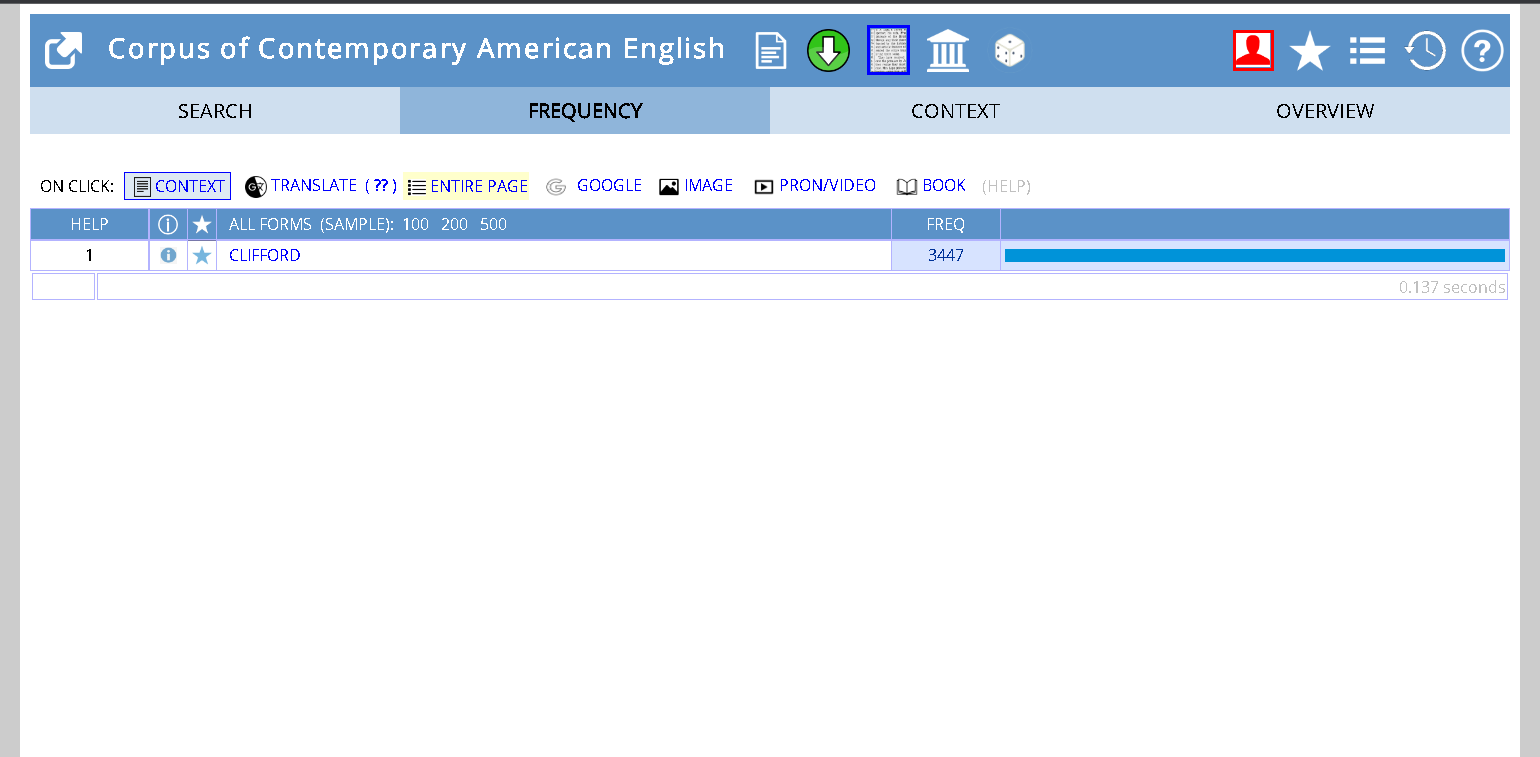 Corpus of Contemporary American English
?
SEARCH FREQUENCY CONTEXT OVERVIEW
ON CLICK: CONTEXT TRANSLATE ( ?? ) ENTIRE PAGE GOOGLE IMAGE PRON/VIDEO BOOK (HELP)
HELP ALL FORMS (SAMPLE): 100 200 500 FREQ
1 CLIFFORD 3447
0.137 seconds